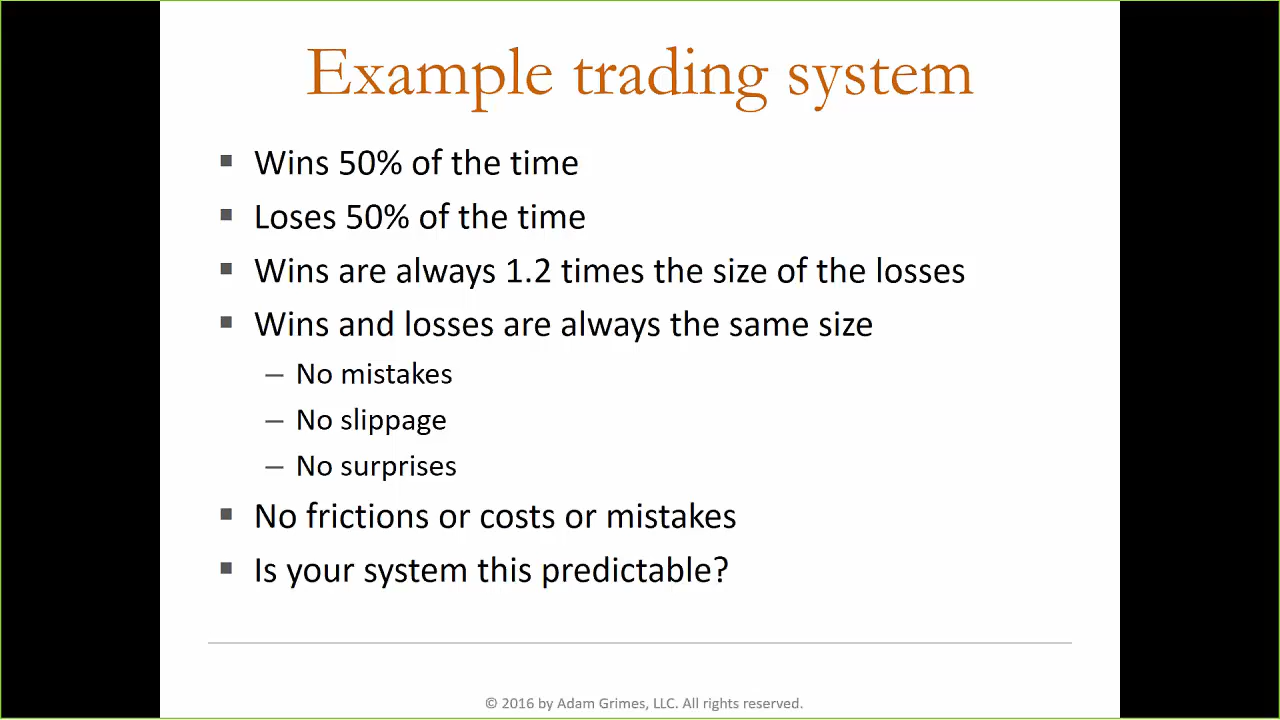 Example trading system
▪ Wins 50% of the time
▪ Loses 50% of the time
▪ Wins are always 1.2 times the size of the losses
▪ Wins and losses are always the same size
– No mistakes
– No slippage
– No surprises
▪ No frictions or costs or mistakes
▪ Is your system this predictable?
© 2016 by Adam Grimes, LLC. All rights reserved.